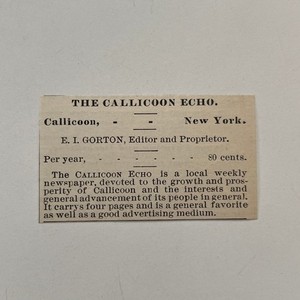 THE CALLICOON ECHO.
Callicoon, - - New York.
E. I. GORTON, Editor and Proprietor.
Per year, - - - - - - 80 cents.
The CALLICOON ECHO is a local weekly
newspaper, devoted to the growth and pros-
perity of Callicoon and the interests and
general advancement of its people in general.
It carrys four pages and is a general favorite
as well as a good advertising medium.